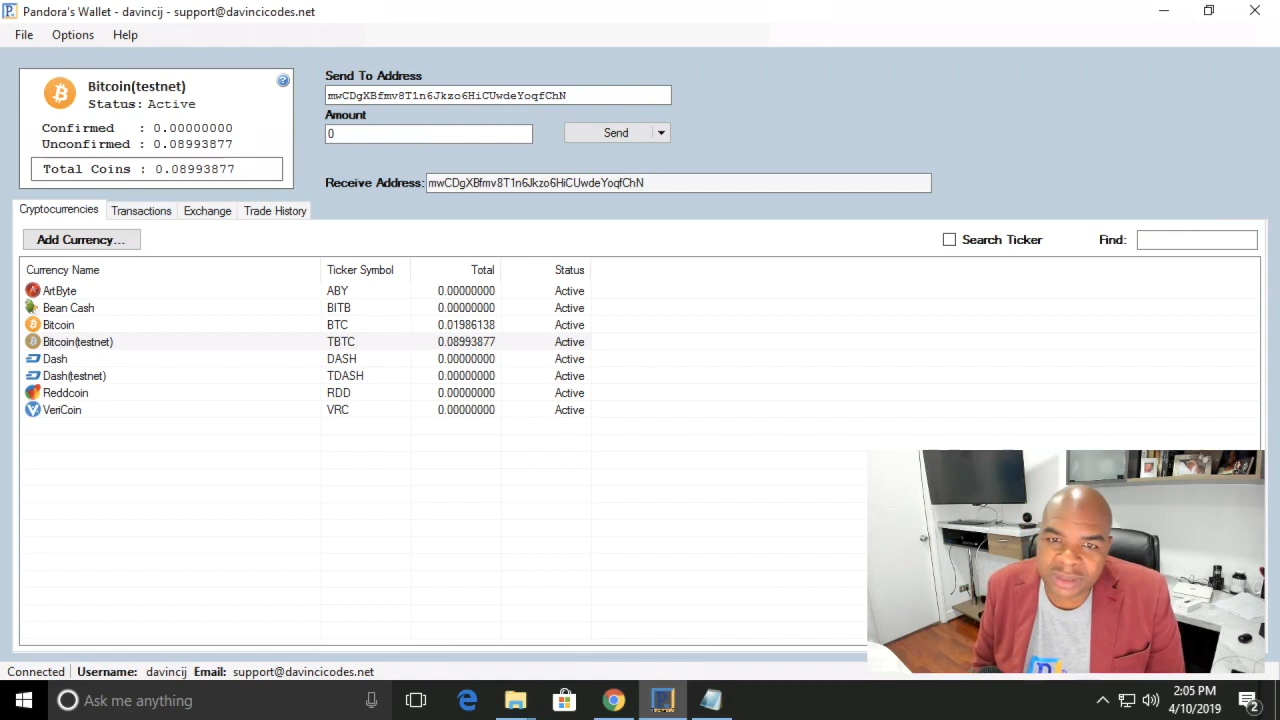 Pandora's Wallet - davincij - support@davincicodes.net
File Options Help
Bitcoin(testnet)
Status: Active
Confirmed : 0.00000000
Unconfirmed : 0.08993877
Total Coins : 0.08993877
Send To Address
mwCDgXBfmv8T1n6Jkzo6HiCUwdeYoqfChN
Amount
0
Send
Receive Address: mwCDgXBfmv8T1n6Jkzo6HiCUwdeYoqfChN
Cryptocurrencies Transactions Exchange Trade History
Add Currency... Search Ticker Find:
Currency Name Ticker Symbol Total Status
ArtByte ABY 0.00000000 Active
Bean Cash BITB 0.00000000 Active
Bitcoin BTC 0.01986138 Active
Bitcoin(testnet) TBTC 0.08993877 Active
Dash DASH 0.00000000 Active
Dash(testnet) TDASH 0.00000000 Active
Reddcoin RDD 0.00000000 Active
VeriCoin VRC 0.00000000 Active
Connected Username: davincij Email: support@davincicodes.net
Ask me anything
2:05 PM
4/10/2019
2